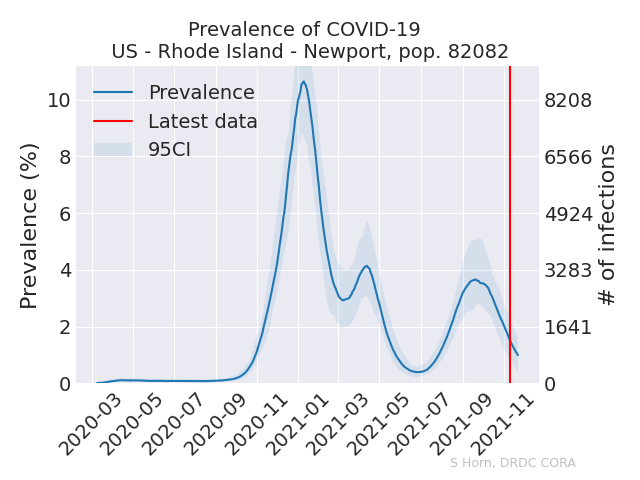 Prevalence of COVID-19
US - Rhode Island - Newport, pop. 82082
Prevalence
Latest data
95CI
Prevalence (%)
10
8
6
4
2
0
# of infections
8208
6566
4924
3283
1641
0
2020-03
2020-05
2020-07
2020-09
2020-11
2021-01
2021-03
2021-05
2021-07
2021-09
2021-11
S Horn, DRDC CORA